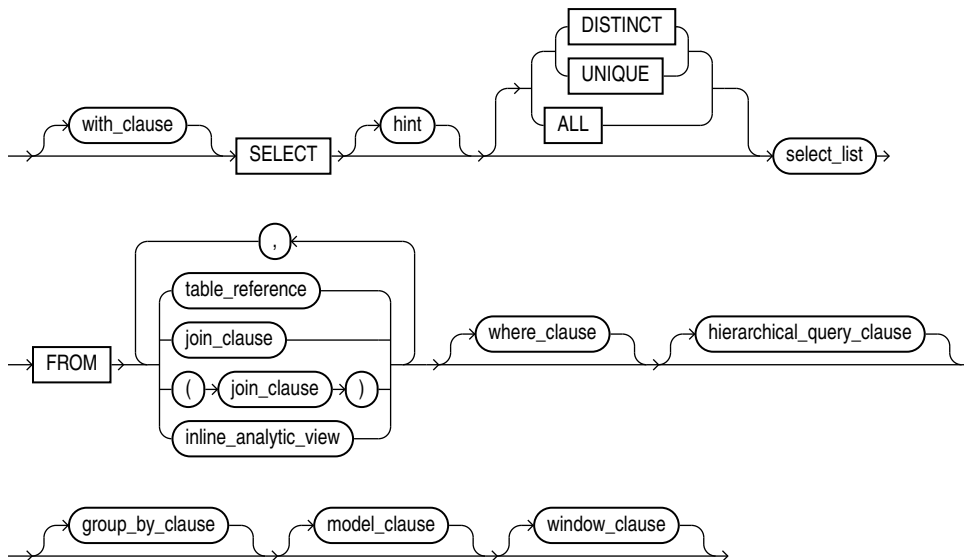 DISTINCT
UNIQUE
ALL
with_clause
SELECT
hint
select_list
,
table_reference
join_clause
FROM
where_clause
hierarchical_query_clause
( join_clause )
inline_analytic_view
group_by_clause
model_clause
window_clause